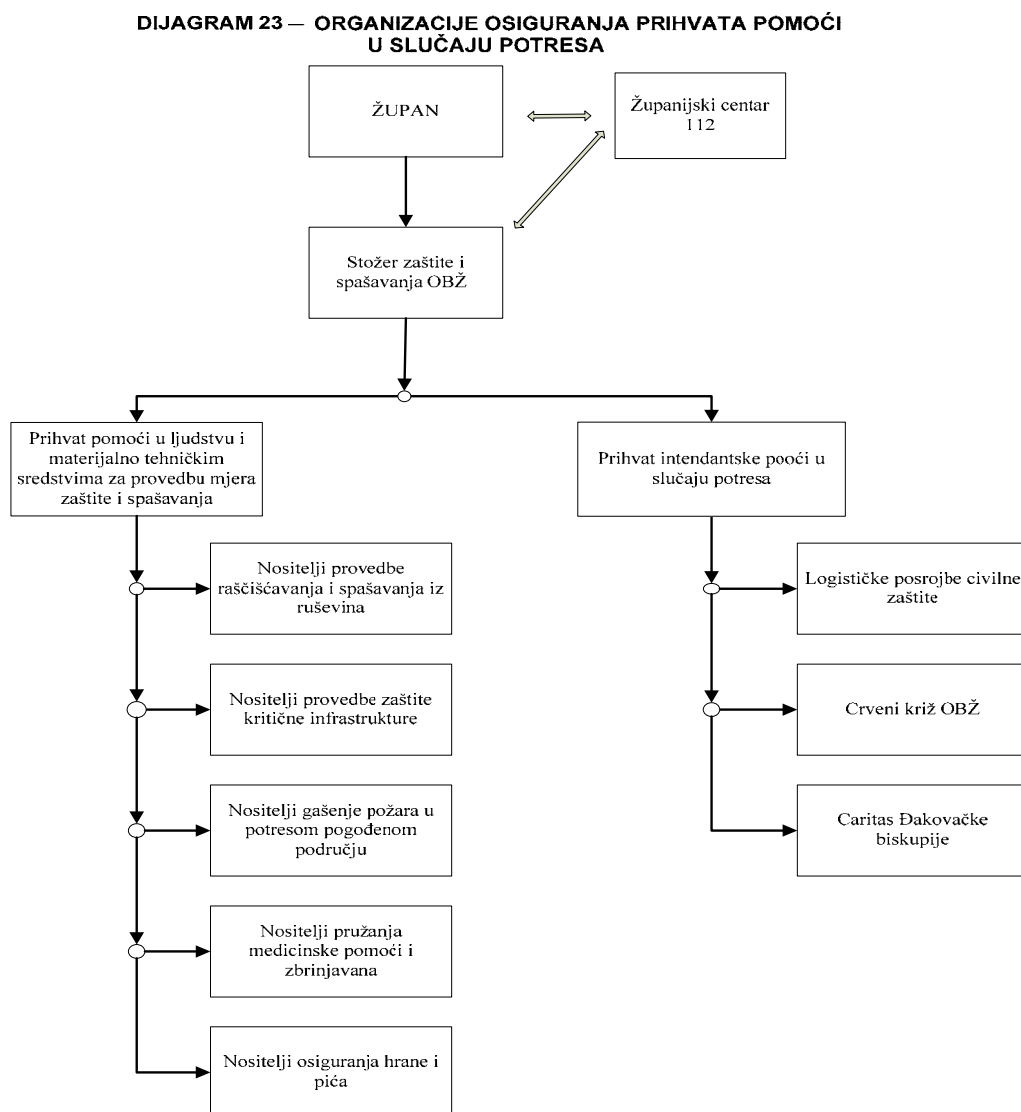 DIJAGRAM 23 – ORGANIZACIJE OSIGURANJA PRIHVATA POMOĆI
U SLUČAJU POTRESA
ŽUPAN
Županijski centar
112
Stožer zaštite i
spašavanja OBŽ
Prihvat pomoći u ljudstvu i
materijalno tehničkim
sredstvima za provedbu mjera
zaštite i spašavanja
Prihvat intendantske pooći u
slučaju potresa
Nositelji provedbe
raščišćavanja i spašavanja iz
ruševina
Nositelji provedbe zaštite
kritične infrastrukture
Nositelji gašenje požara u
potresom pogođenom
području
Nositelji pružanja
medicinske pomoći i
zbrinjavana
Nositelji osiguranja hrane i
pića
Logističke posrojbe civilne
zaštite
Crveni križ OBŽ
Caritas Đakovačke
biskupije